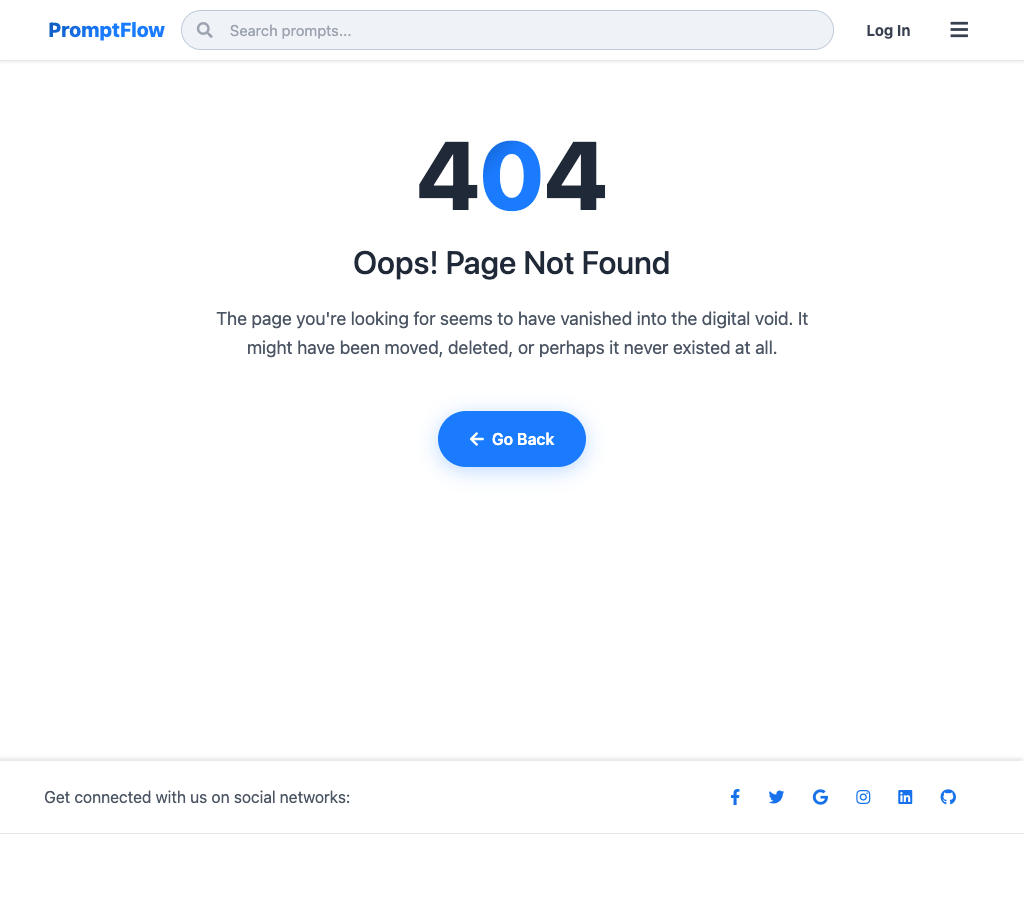 PromptFlow
Search prompts...
Log In
404
Oops! Page Not Found
The page you're looking for seems to have vanished into the digital void. It
might have been moved, deleted, or perhaps it never existed at all.
Go Back
Get connected with us on social networks: